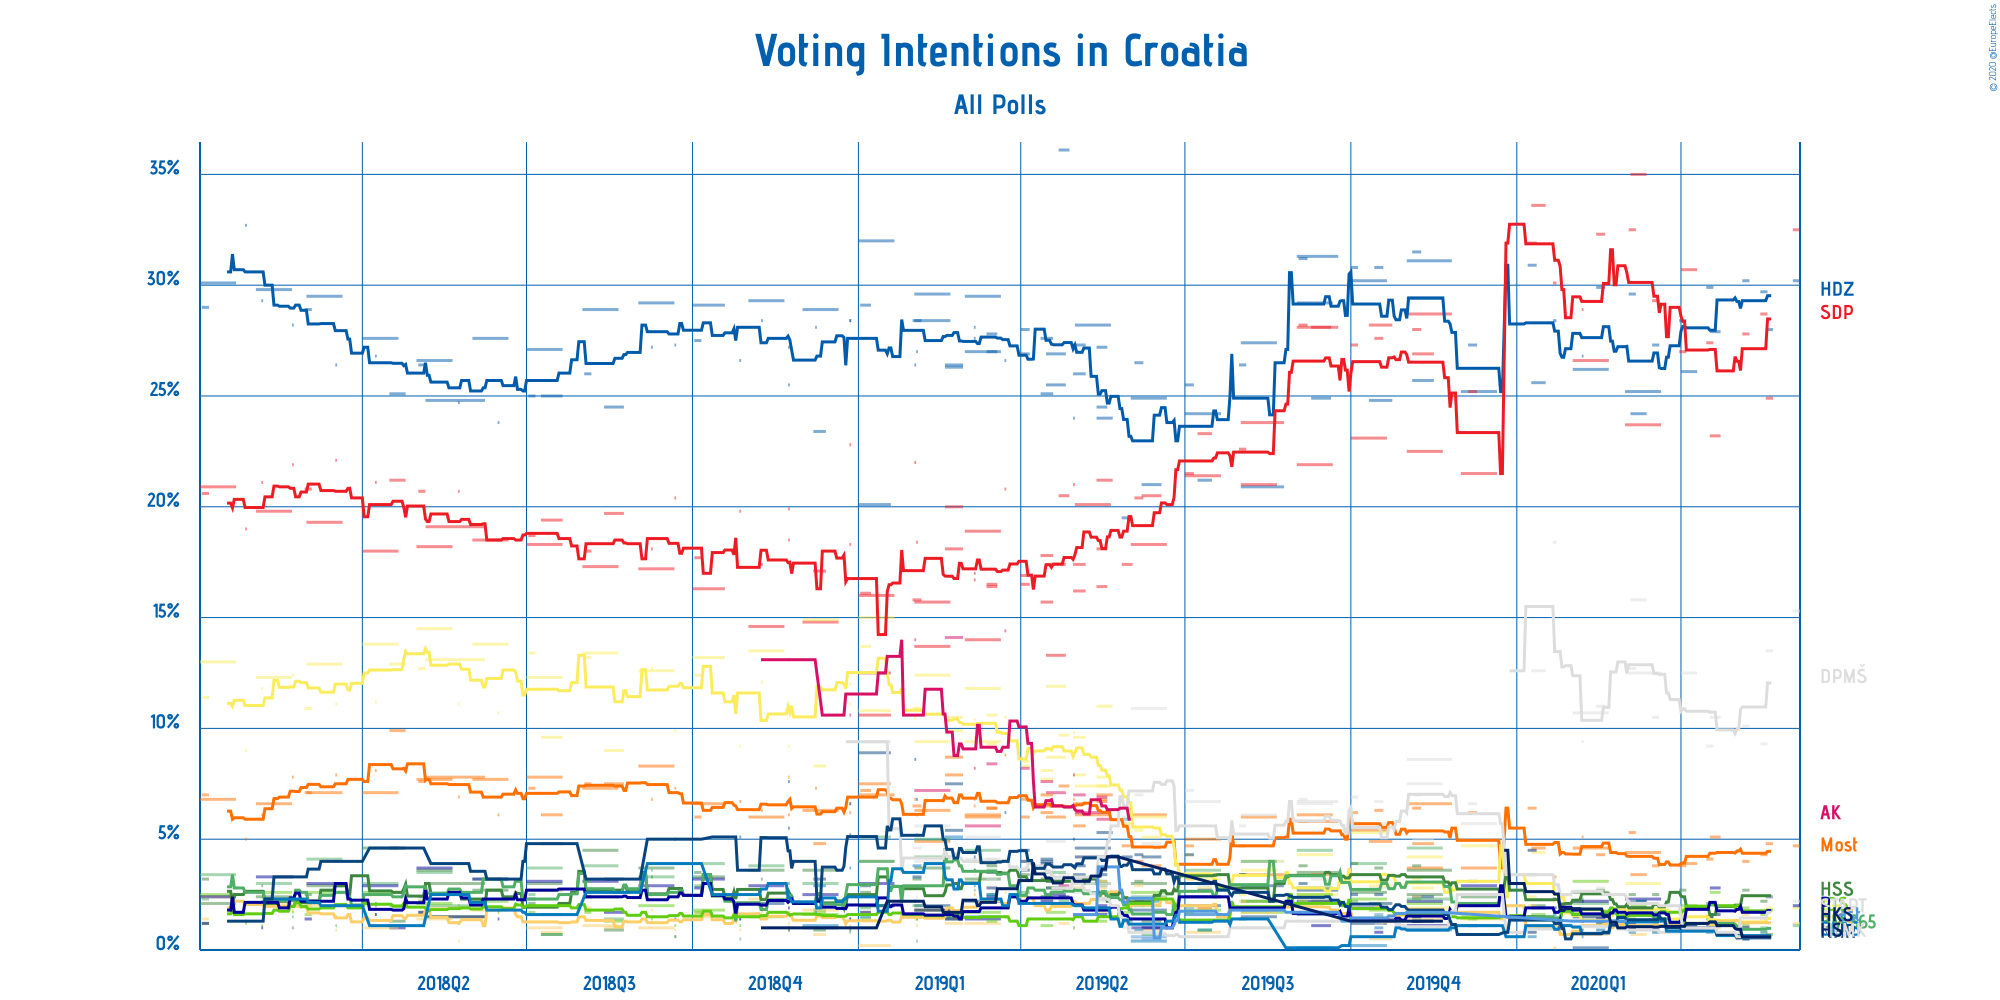 Voting Intentions in Croatia
All Polls
© 2020 @EuropeElects
35%
30%
25%
20%
15%
10%
5%
0%
HDZ
SDP
DPMŠ
AK
Most
HSS
HKS
2018Q2
2018Q3
2018Q4
2019Q1
2019Q2
2019Q3
2019Q4
2020Q1